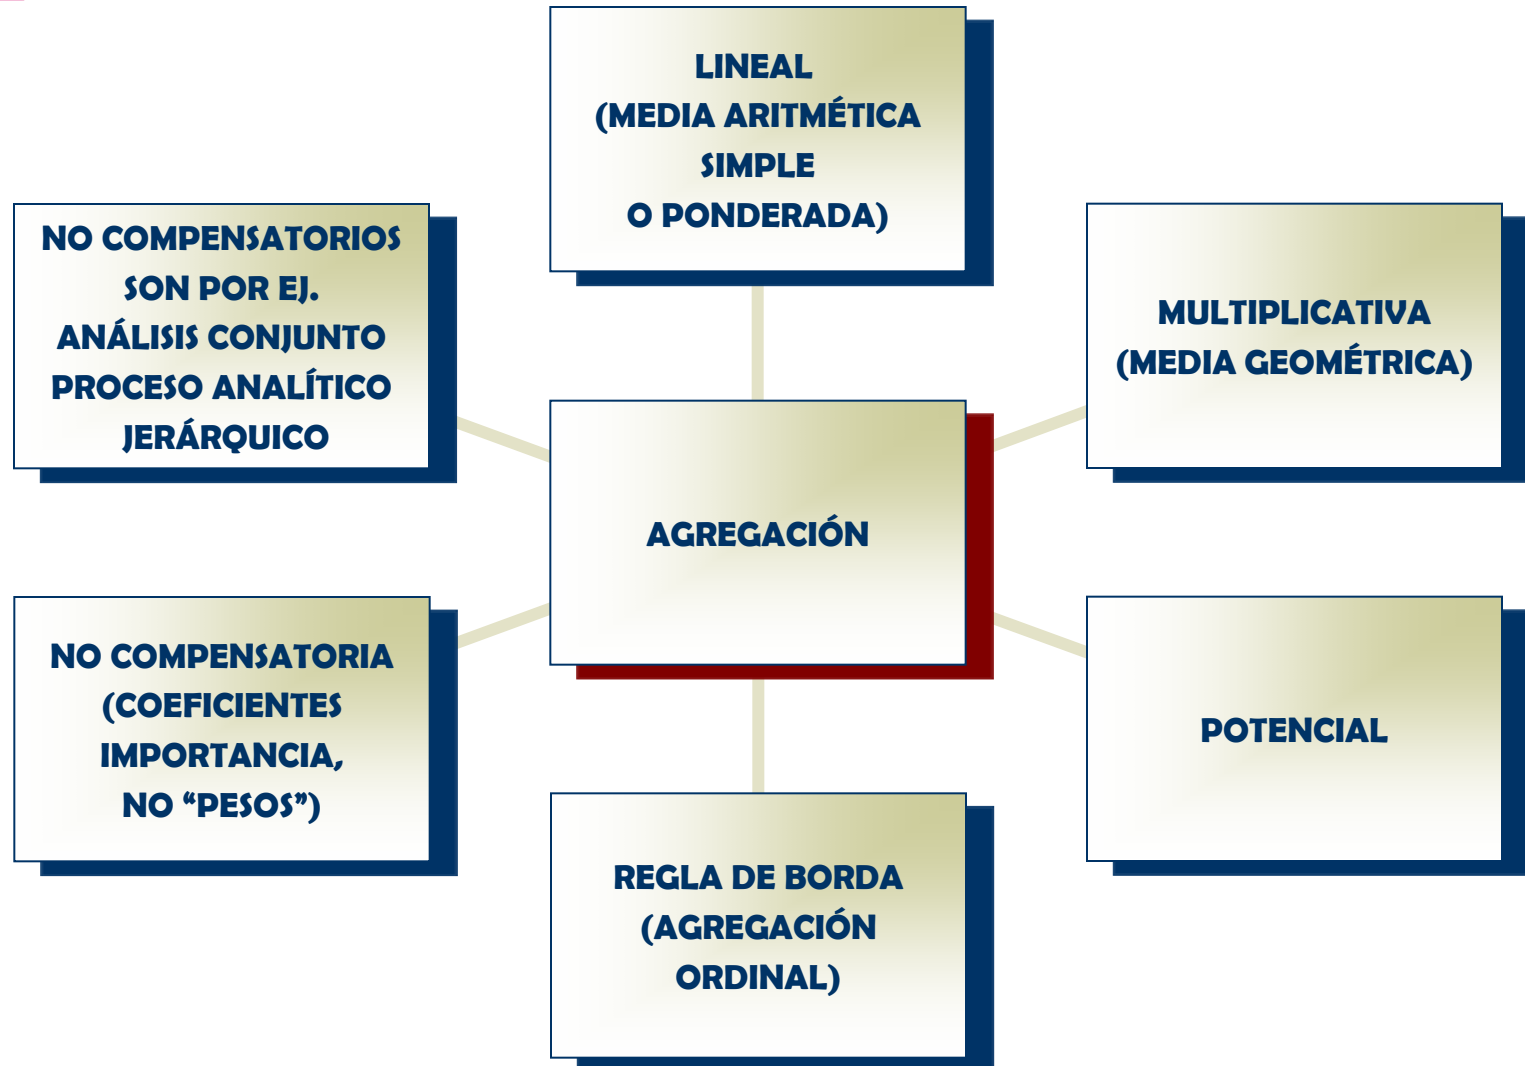 LINEAL
(MEDIA ARITMÉTICA
SIMPLE
O PONDERADA)
NO COMPENSATORIOS
SON POR EJ.
ANÁLISIS CONJUNTO
PROCESO ANALÍTICO
JERÁRQUICO
MULTIPLICATIVA
(MEDIA GEOMÉTRICA)
AGREGACIÓN
NO COMPENSATORIA
(COEFICIENTES
IMPORTANCIA,
NO “PESOS”)
POTENCIAL
REGLA DE BORDA
(AGREGACIÓN
ORDINAL)